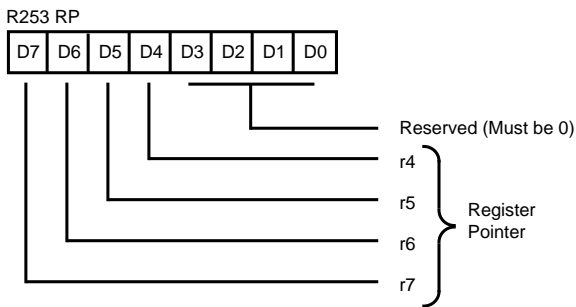 R253 RP
D7 D6 D5 D4 D3 D2 D1 D0
Reserved (Must be 0)
r4
r5
r6
r7
Register
Pointer